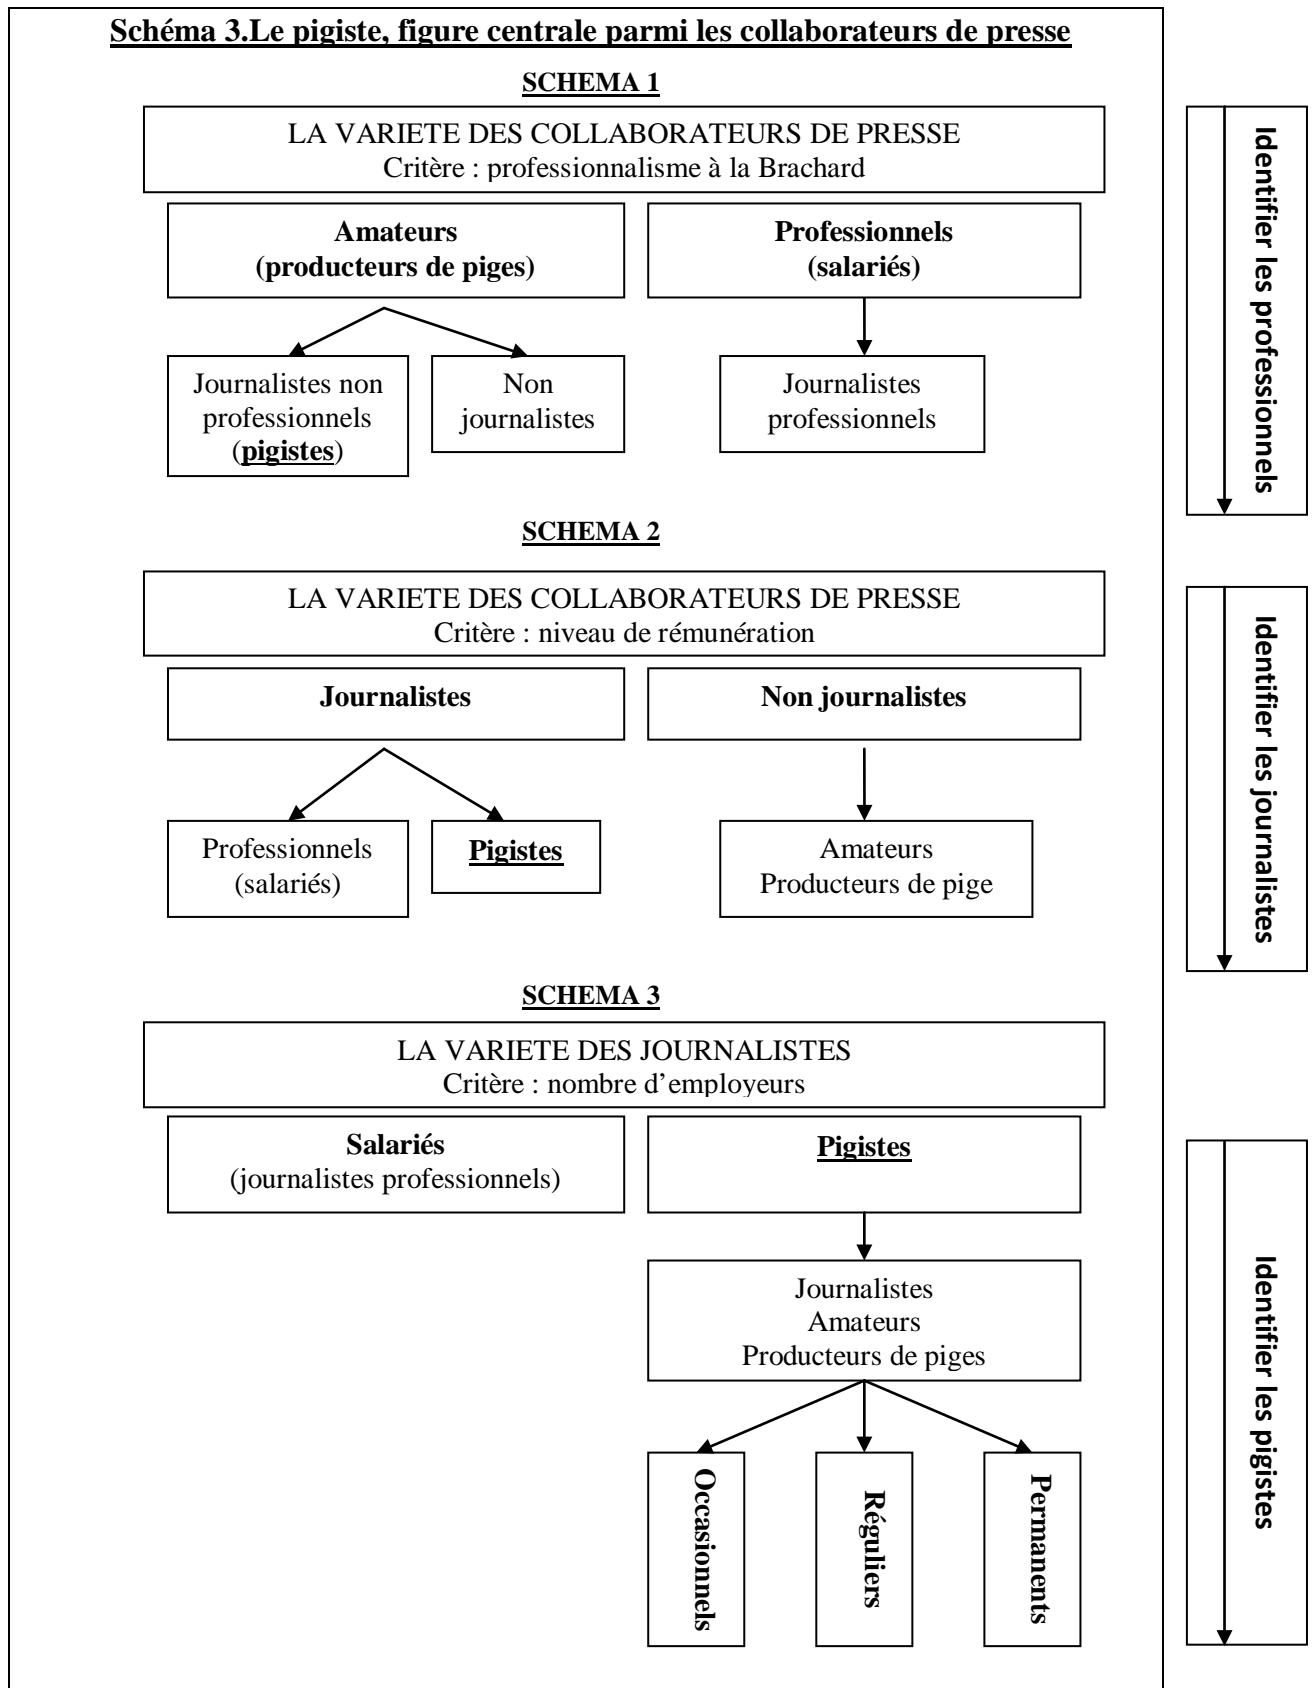 Schéma 3.Le pigiste, figure centrale parmi les collaborateurs de presse
SCHEMA 1
LA VARIETE DES COLLABORATEURS DE PRESSE
Critère : professionnalisme à la Brachard
Amateurs
(producteurs de piges)
Professionnels
(salariés)
Journalistes non
professionnels
(pigistes)
Non
journalistes
Journalistes
professionnels
Identifier les professionnels
SCHEMA 2
LA VARIETE DES COLLABORATEURS DE PRESSE
Critère : niveau de rémunération
Journalistes
Non journalistes
Professionnels
(salariés)
Pigistes
Amateurs
Producteurs de pige
Identifier les journalistes
SCHEMA 3
LA VARIETE DES JOURNALISTES
Critère : nombre d’employeurs
Salariés
(journalistes professionnels)
Pigistes
Journalistes
Amateurs
Producteurs de piges
Occasionnels
Réguliers
Permanents
Identifier les pigistes